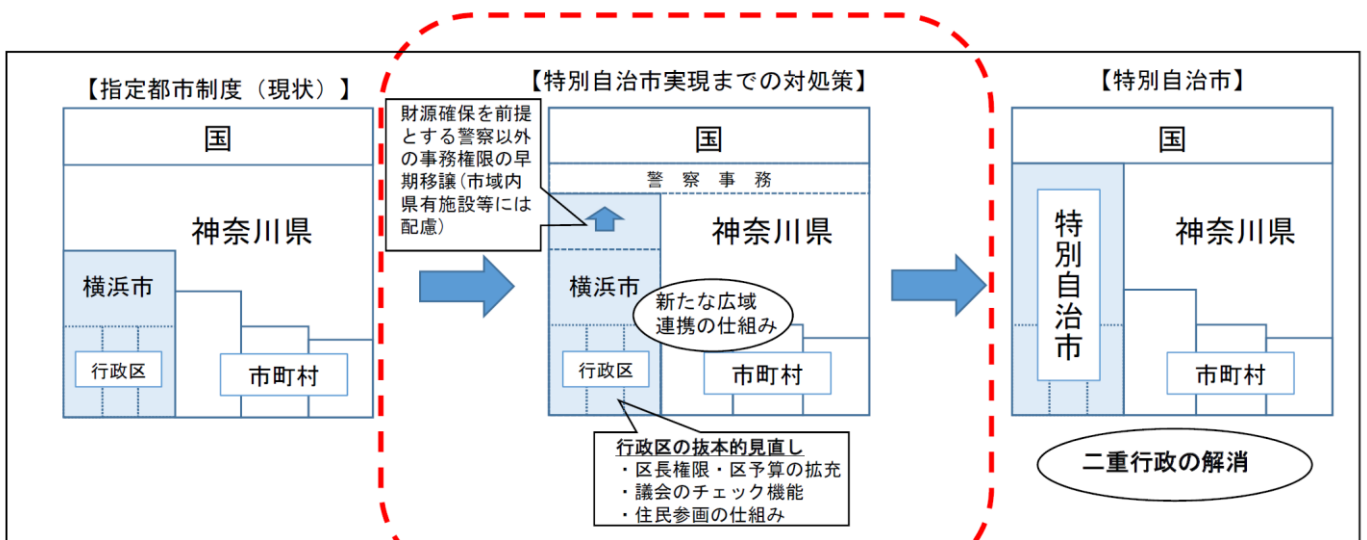 【指定都市制度（現状）】
国
神奈川県
横浜市
行政区
市町村
【特別自治市実現までの対処策】
財源確保を前提
とする警察以外
の事務権限の早
期移譲(市域内
県有施設等には
配慮)
国
警察事務
神奈川県
横浜市
新たな広域
連携の仕組み
行政区
市町村
行政区の抜本的見直し
・区長権限・区予算の拡充
・議会のチェック機能
・住民参画の仕組み
【特別自治市】
国
特別自治市
神奈川県
市町村
二重行政の解消